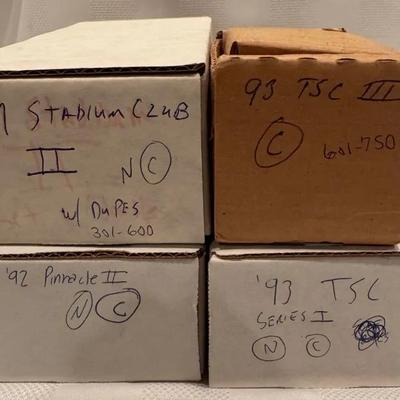 STADIUM CLUB
II
N C
w/ DUPES
301-600
93 TSC III
C 601-750
'92 Pinnacle II
N C
'93 TSC
SERIES I
N C